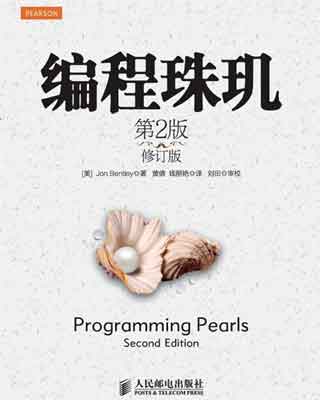 PEARSON
编程珠玑
第2版
修订版
[美] Jon Bentley 著 黄倩 钱丽艳 译 刘田 审校
Programming Pearls
Second Edition
人民邮电出版社
POSTS & TELECOM PRESS